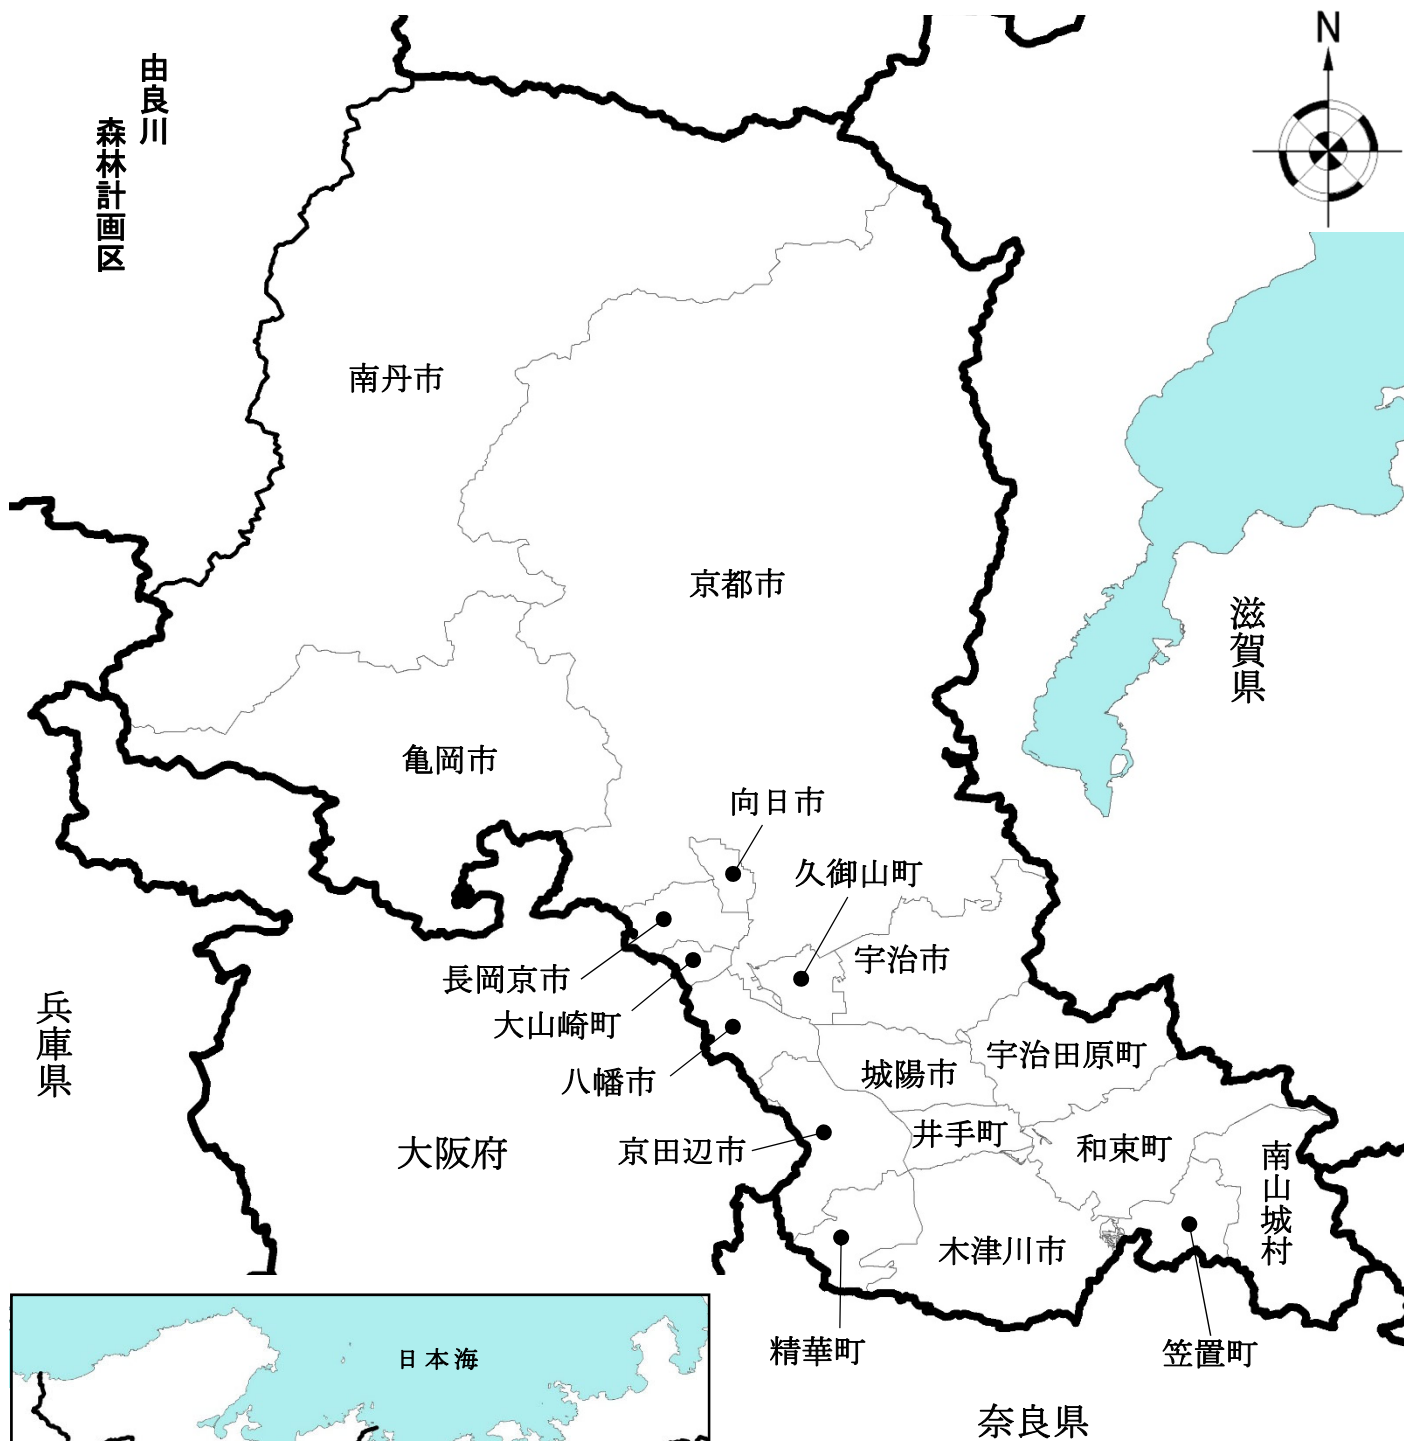 N
由良川
森林計画区
南丹市
京都市
滋賀県
亀岡市
向日市
久御山町
宇治市
長岡京市
大山崎町
兵庫県
八幡市
城陽市
宇治田原町
井手町
京田辺市
大阪府
和束町
南山城村
木津川市
精華町
笠置町
日本海
奈良県